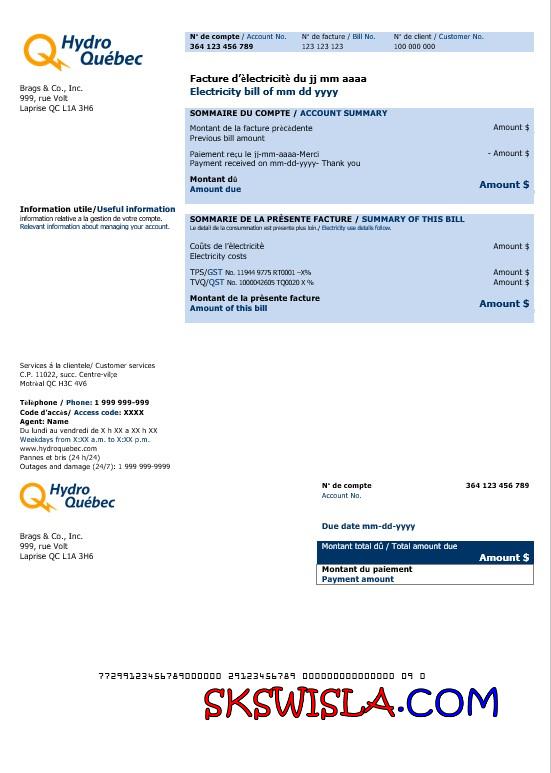 Hydro
Québec
N° de compte / Account No. N° de facture / Bill No. N° de client / Customer No.
364 123 456 789 123 123 123 100 000 000
Facture d'èlectricitè du jj mm aaaa
Electricity bill of mm dd yyyy
Brags & Co., Inc.
999, rue Volt
Laprise QC L1A 3H6
SOMMAIRE DU COMPTE / ACCOUNT SUMMARY
Montant de la facture prècèdente Amount $
Previous bill amount
Paiement reçu le jj-mm-aaaa-Merci - Amount $
Payment received on mm-dd-yyyy- Thank you
Montant dû
Amount due Amount $
Information utile/Useful information
information relative a la gestion de votre compte.
Relevant information about managing your account.
SOMMARIE DE LA PRÉSENTE FACTURE / SUMMARY OF THIS BILL
Le detail de la consummation est presente plus loin./ Electricity use details follow.
Coûts de l'èlectricitè Amount $
Electricity costs
TPS/GST No. 11944 9775 RT0001 –X% Amount $
TVQ/QST No. 1000042605 TQ0020 X % Amount $
Montant de la prèsente facture
Amount of this bill Amount $
Services á la clientele/ Customer services
C.P. 11022, succ. Centre-vil;e
Motréal QC H3C 4V6
Tèlèphone / Phone: 1 999 999-999
Code d'accès/ Access code: XXXX
Agent: Name
Du lundi au vendredi de X h XX a XX h XX
Weekdays from X:XX a.m. to X:XX p.m.
www.hydroquebec.com
Pannes et bris (24 h/24)
Outages and damage (24/7): 1 999 999-9999
Hydro
Québec
N° de compte 364 123 456 789
Account No.
Due date mm-dd-yyyy
Brags & Co., Inc.
999, rue Volt
Laprise QC L1A 3H6
Montant total dû / Total amount due
Amount $
Montant du paiement
Payment amount
77299123456789000000 29123456789 000000000000000 09 0
SKSWISLA.COM